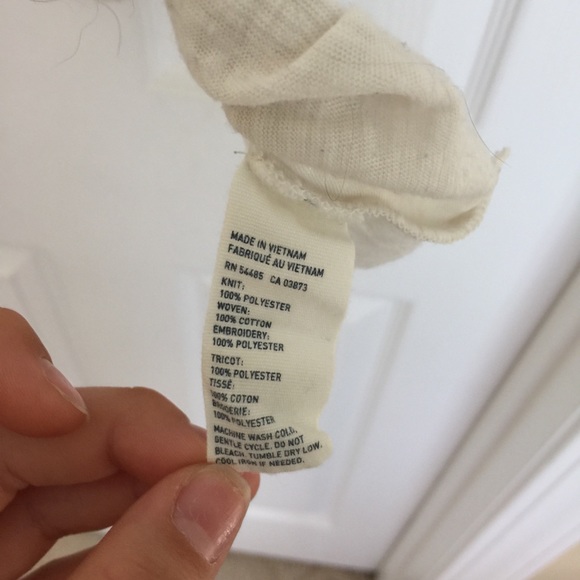 MADE IN VIETNAM
FABRIQUÉ AU VIETNAM
RN 54485 CA 03873
KNIT:
100% POLYESTER
WOVEN:
100% COTTON
EMBROIDERY:
100% POLYESTER
TRICOT:
100% POLYESTER
TISSÉ:
100% COTON
BRODERIE:
100% POLYESTER
MACHINE WASH COLD,
GENTLE CYCLE. DO NOT
BLEACH. TUMBLE DRY LOW.
COOL IRON IF NEEDED.